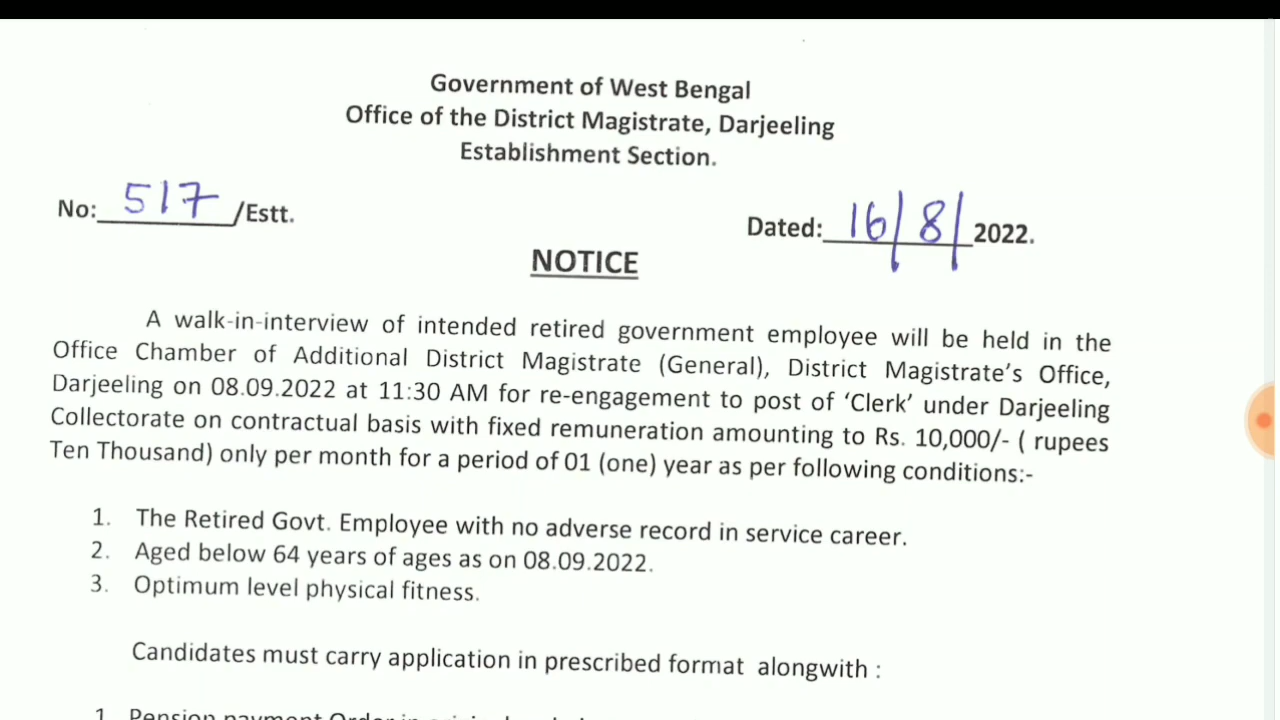 Government of West Bengal
Office of the District Magistrate, Darjeeling
Establishment Section.
No: 517 /Estt.
Dated: 16/8/2022.
NOTICE
A walk-in-interview of intended retired government employee will be held in the
Office Chamber of Additional District Magistrate (General), District Magistrate's Office,
Darjeeling on 08.09.2022 at 11:30 AM for re-engagement to post of 'Clerk' under Darjeeling
Collectorate on contractual basis with fixed remuneration amounting to Rs. 10,000/- ( rupees
Ten Thousand) only per month for a period of 01 (one) year as per following conditions:-
1. The Retired Govt. Employee with no adverse record in service career.
2. Aged below 64 years of ages as on 08.09.2022.
3. Optimum level physical fitness.
Candidates must carry application in prescribed format alongwith :
1. Pension payment Order in